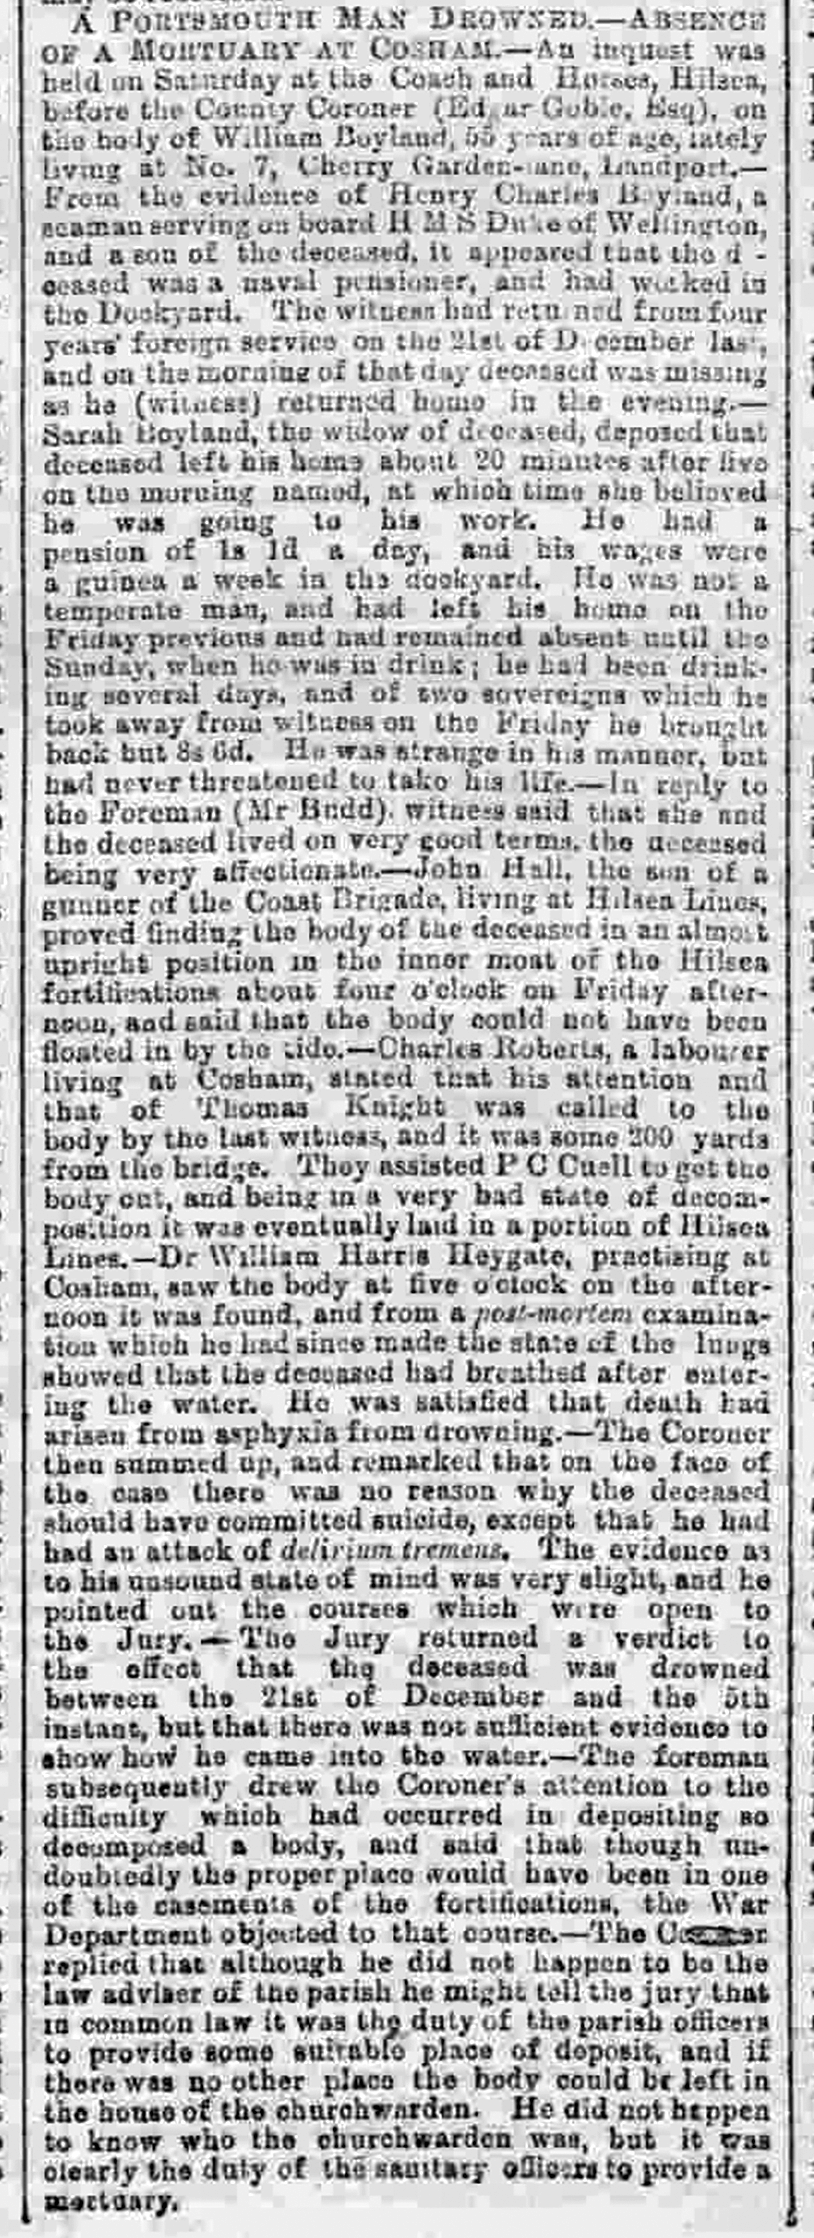 A PORTSMOUTH MAN DROWNED.—ABSENCE
OF A MORTUARY AT COSHAM.—An inquest was
held on Saturday at the Coach and Horses, Hilsea,
before the County Coroner (Edgar Goble, Esq), on
the body of William Boyland, 55 years of age, lately
living at No. 7, Cherry Garden-lane, Landport.—
From the evidence of Henry Charles Boyland, a
seaman serving on board H M S Duke of Wellington,
and a son of the deceased, it appeared that the d -
ceased was a naval pensioner, and had worked in
the Dockyard. The witness had returned from four
years' foreign service on the 21st of December last,
and on the morning of that day deceased was missing
as he (witness) returned home in the evening.—
Sarah Boyland, the widow of deceased, deposed that
deceased left his home about 20 minutes after five
on the morning named, at which time she believed
he was going to his work. He had a
pension of 1s 1d a day, and his wages were
a guinea a week in the dockyard. He was not a
temperate man, and had left his home on the
Friday previous and had remained absent until the
Sunday, when he was in drink; he had been drink-
ing several days, and of two sovereigns which he
took away from witness on the Friday he brought
back but 8s 6d. He was strange in his manner, but
had never threatened to take his life.—In reply to
the Foreman (Mr Budd), witness said that she and
the deceased lived on very good terms, the deceased
being very affectionate.—John Hall, the son of a
gunner of the Coast Brigade, living at Hilsea Lines,
proved finding the body of the deceased in an almost
upright position in the inner moat of the Hilsea
fortifications about four o'clock on Friday after-
noon, and said that the body could not have been
floated in by the tide.—Charles Roberts, a labourer
living at Cosham, stated that his attention and
that of Thomas Knight was called to the
body by the last witness, and it was some 200 yards
from the bridge. They assisted P C Cuell to get the
body out, and being in a very bad state of decom-
position it was eventually laid in a portion of Hilsea
Lines.—Dr William Harris Heygate, practising at
Cosham, saw the body at five o'clock on the after-
noon it was found, and from a post-mortem examina-
tion which he had since made the state of the lungs
showed that the deceased had breathed after enter-
ing the water. He was satisfied that death had
arisen from asphyxia from drowning.—The Coroner
then summed up, and remarked that on the face of
the case there was no reason why the deceased
should have committed suicide, except that he had
had an attack of delirium tremens. The evidence as
to his unsound state of mind was very slight, and he
pointed out the courses which were open to
the Jury.—The Jury returned a verdict to
the effect that the deceased was drowned
between the 21st of December and the 5th
instant, but that there was not sufficient evidence to
show how he came into the water.—The foreman
subsequently drew the Coroner's attention to the
difficulty which had occurred in depositing so
decomposed a body, and said that though un-
doubtedly the proper place would have been in one
of the casements of the fortifications, the War
Department objected to that course.—The Coroner
replied that although he did not happen to be the
law adviser of the parish he might tell the jury that
in common law it was the duty of the parish officers
to provide some suitable place of deposit, and if
there was no other place the body could be left in
the house of the churchwarden. He did not happen
to know who the churchwarden was, but it was
clearly the duty of the sanitary officers to provide a
mortuary.